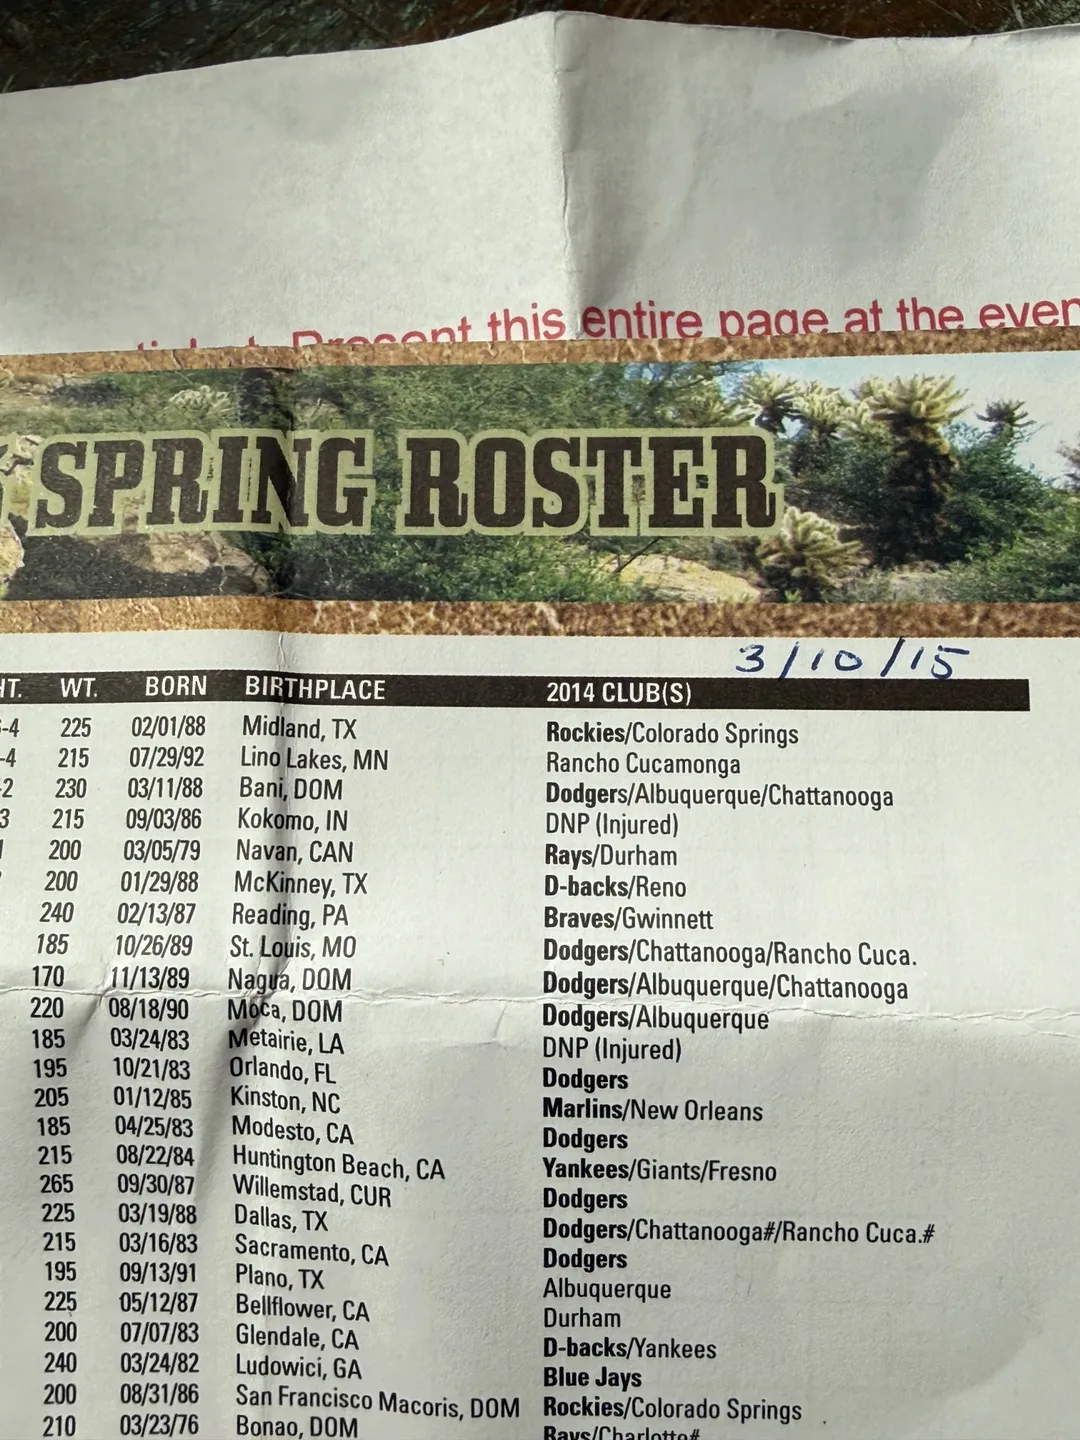 Present this entire page at the even
SPRING ROSTER
3/10/15
HT. WT. BORN BIRTHPLACE 2014 CLUB(S)
-4 225 02/01/88 Midland, TX Rockies/Colorado Springs
-4 215 07/29/92 Lino Lakes, MN Rancho Cucamonga
-2 230 03/11/88 Bani, DOM Dodgers/Albuquerque/Chattanooga
3 215 09/03/86 Kokomo, IN DNP (Injured)
200 03/05/79 Navan, CAN Rays/Durham
200 01/29/88 McKinney, TX D-backs/Reno
240 02/13/87 Reading, PA Braves/Gwinnett
185 10/26/89 St. Louis, MO Dodgers/Chattanooga/Rancho Cuca.
170 11/13/89 Nagua, DOM Dodgers/Albuquerque/Chattanooga
220 08/18/90 Moca, DOM Dodgers/Albuquerque
185 03/24/83 Metairie, LA DNP (Injured)
195 10/21/83 Orlando, FL Dodgers
205 01/12/85 Kinston, NC Marlins/New Orleans
185 04/25/83 Modesto, CA Dodgers
215 08/22/84 Huntington Beach, CA Yankees/Giants/Fresno
265 09/30/87 Willemstad, CUR Dodgers
225 03/19/88 Dallas, TX Dodgers/Chattanooga#/Rancho Cuca.#
215 03/16/83 Sacramento, CA Dodgers
195 09/13/91 Plano, TX Albuquerque
225 05/12/87 Bellflower, CA Durham
200 07/07/83 Glendale, CA D-backs/Yankees
240 03/24/82 Ludowici, GA Blue Jays
200 08/31/86 San Francisco Macoris, DOM Rockies/Colorado Springs
210 03/23/76 Bonao, DOM Rays/Charlotte#